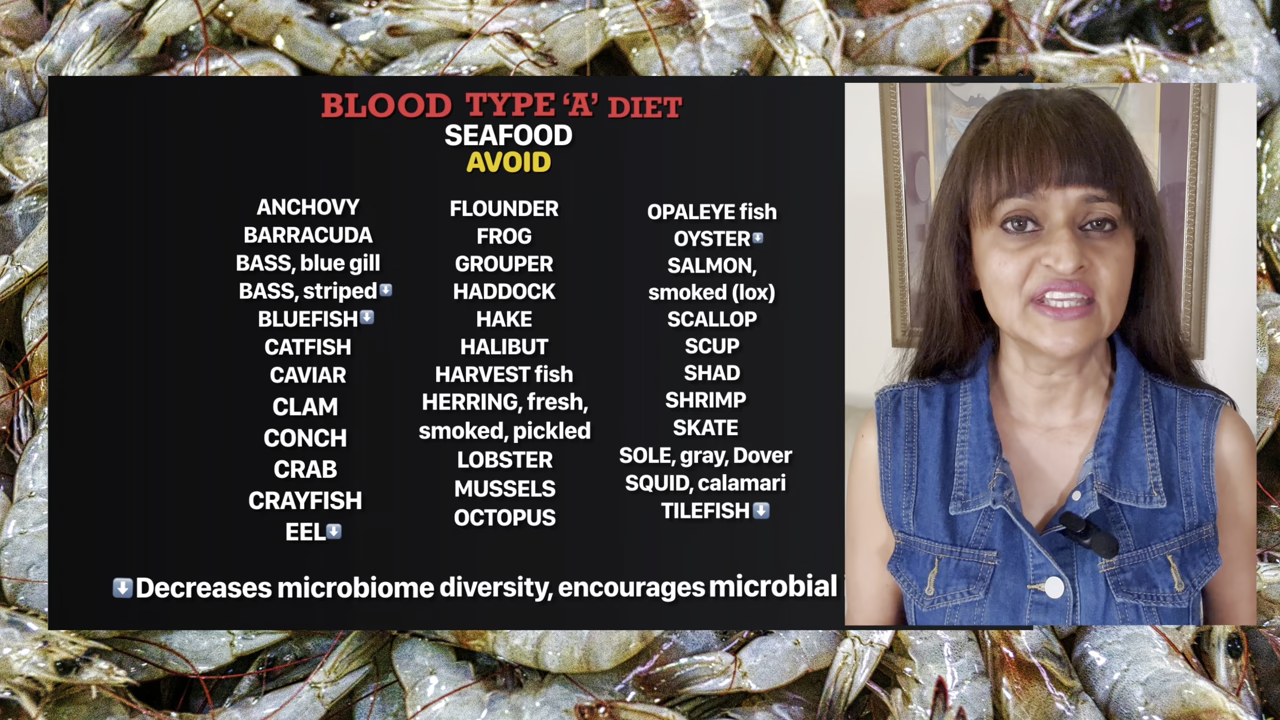 BLOOD TYPE ‘A’ DIET
SEAFOOD
AVOID
ANCHOVY
BARRACUDA
BASS, blue gill
BASS, striped
BLUEFISH
CATFISH
CAVIAR
CLAM
CONCH
CRAB
CRAYFISH
EEL
FLOUNDER
FROG
GROUPER
HADDOCK
HAKE
HALIBUT
HARVEST fish
HERRING, fresh,
smoked, pickled
LOBSTER
MUSSELS
OCTOPUS
OPALEYE fish
OYSTER
SALMON,
smoked (lox)
SCALLOP
SCUP
SHAD
SHRIMP
SKATE
SOLE, gray, Dover
SQUID, calamari
TILEFISH
Decreases microbiome diversity, encourages microbial